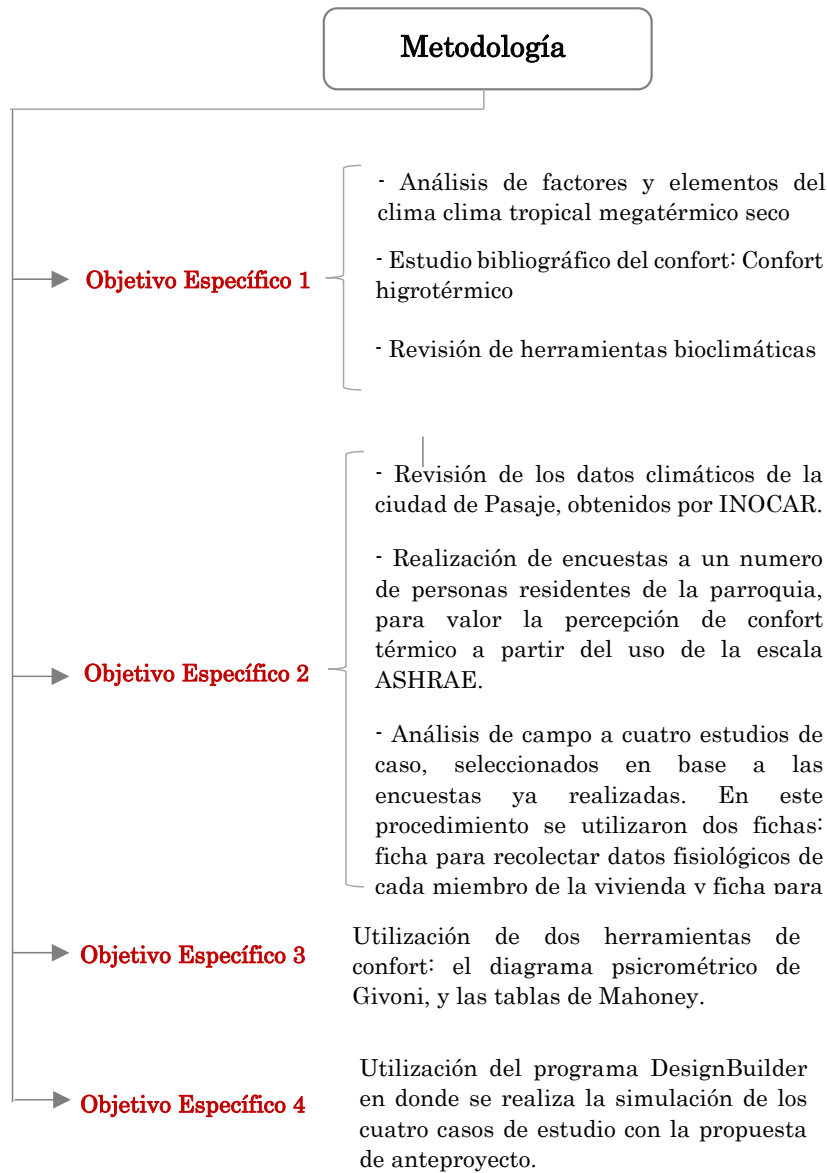 Metodología
- Análisis de factores y elementos del
clima clima tropical megatérmico seco
- Estudio bibliográfico del confort: Confort
higrotérmico
- Revisión de herramientas bioclimáticas
Objetivo Específico 1
- Revisión de los datos climáticos de la
ciudad de Pasaje, obtenidos por INOCAR.
- Realización de encuestas a un numero
de personas residentes de la parroquia,
para valor la percepción de confort
térmico a partir del uso de la escala
ASHRAE.
- Análisis de campo a cuatro estudios de
caso, seleccionados en base a las
encuestas ya realizadas. En este
procedimiento se utilizaron dos fichas:
ficha para recolectar datos fisiológicos de
cada miembro de la vivienda y ficha para
Objetivo Específico 2
Objetivo Específico 3
Utilización de dos herramientas de
confort: el diagrama psicrométrico de
Givoni, y las tablas de Mahoney.
Objetivo Específico 4
Utilización del programa DesignBuilder
en donde se realiza la simulación de los
cuatro casos de estudio con la propuesta
de anteproyecto.